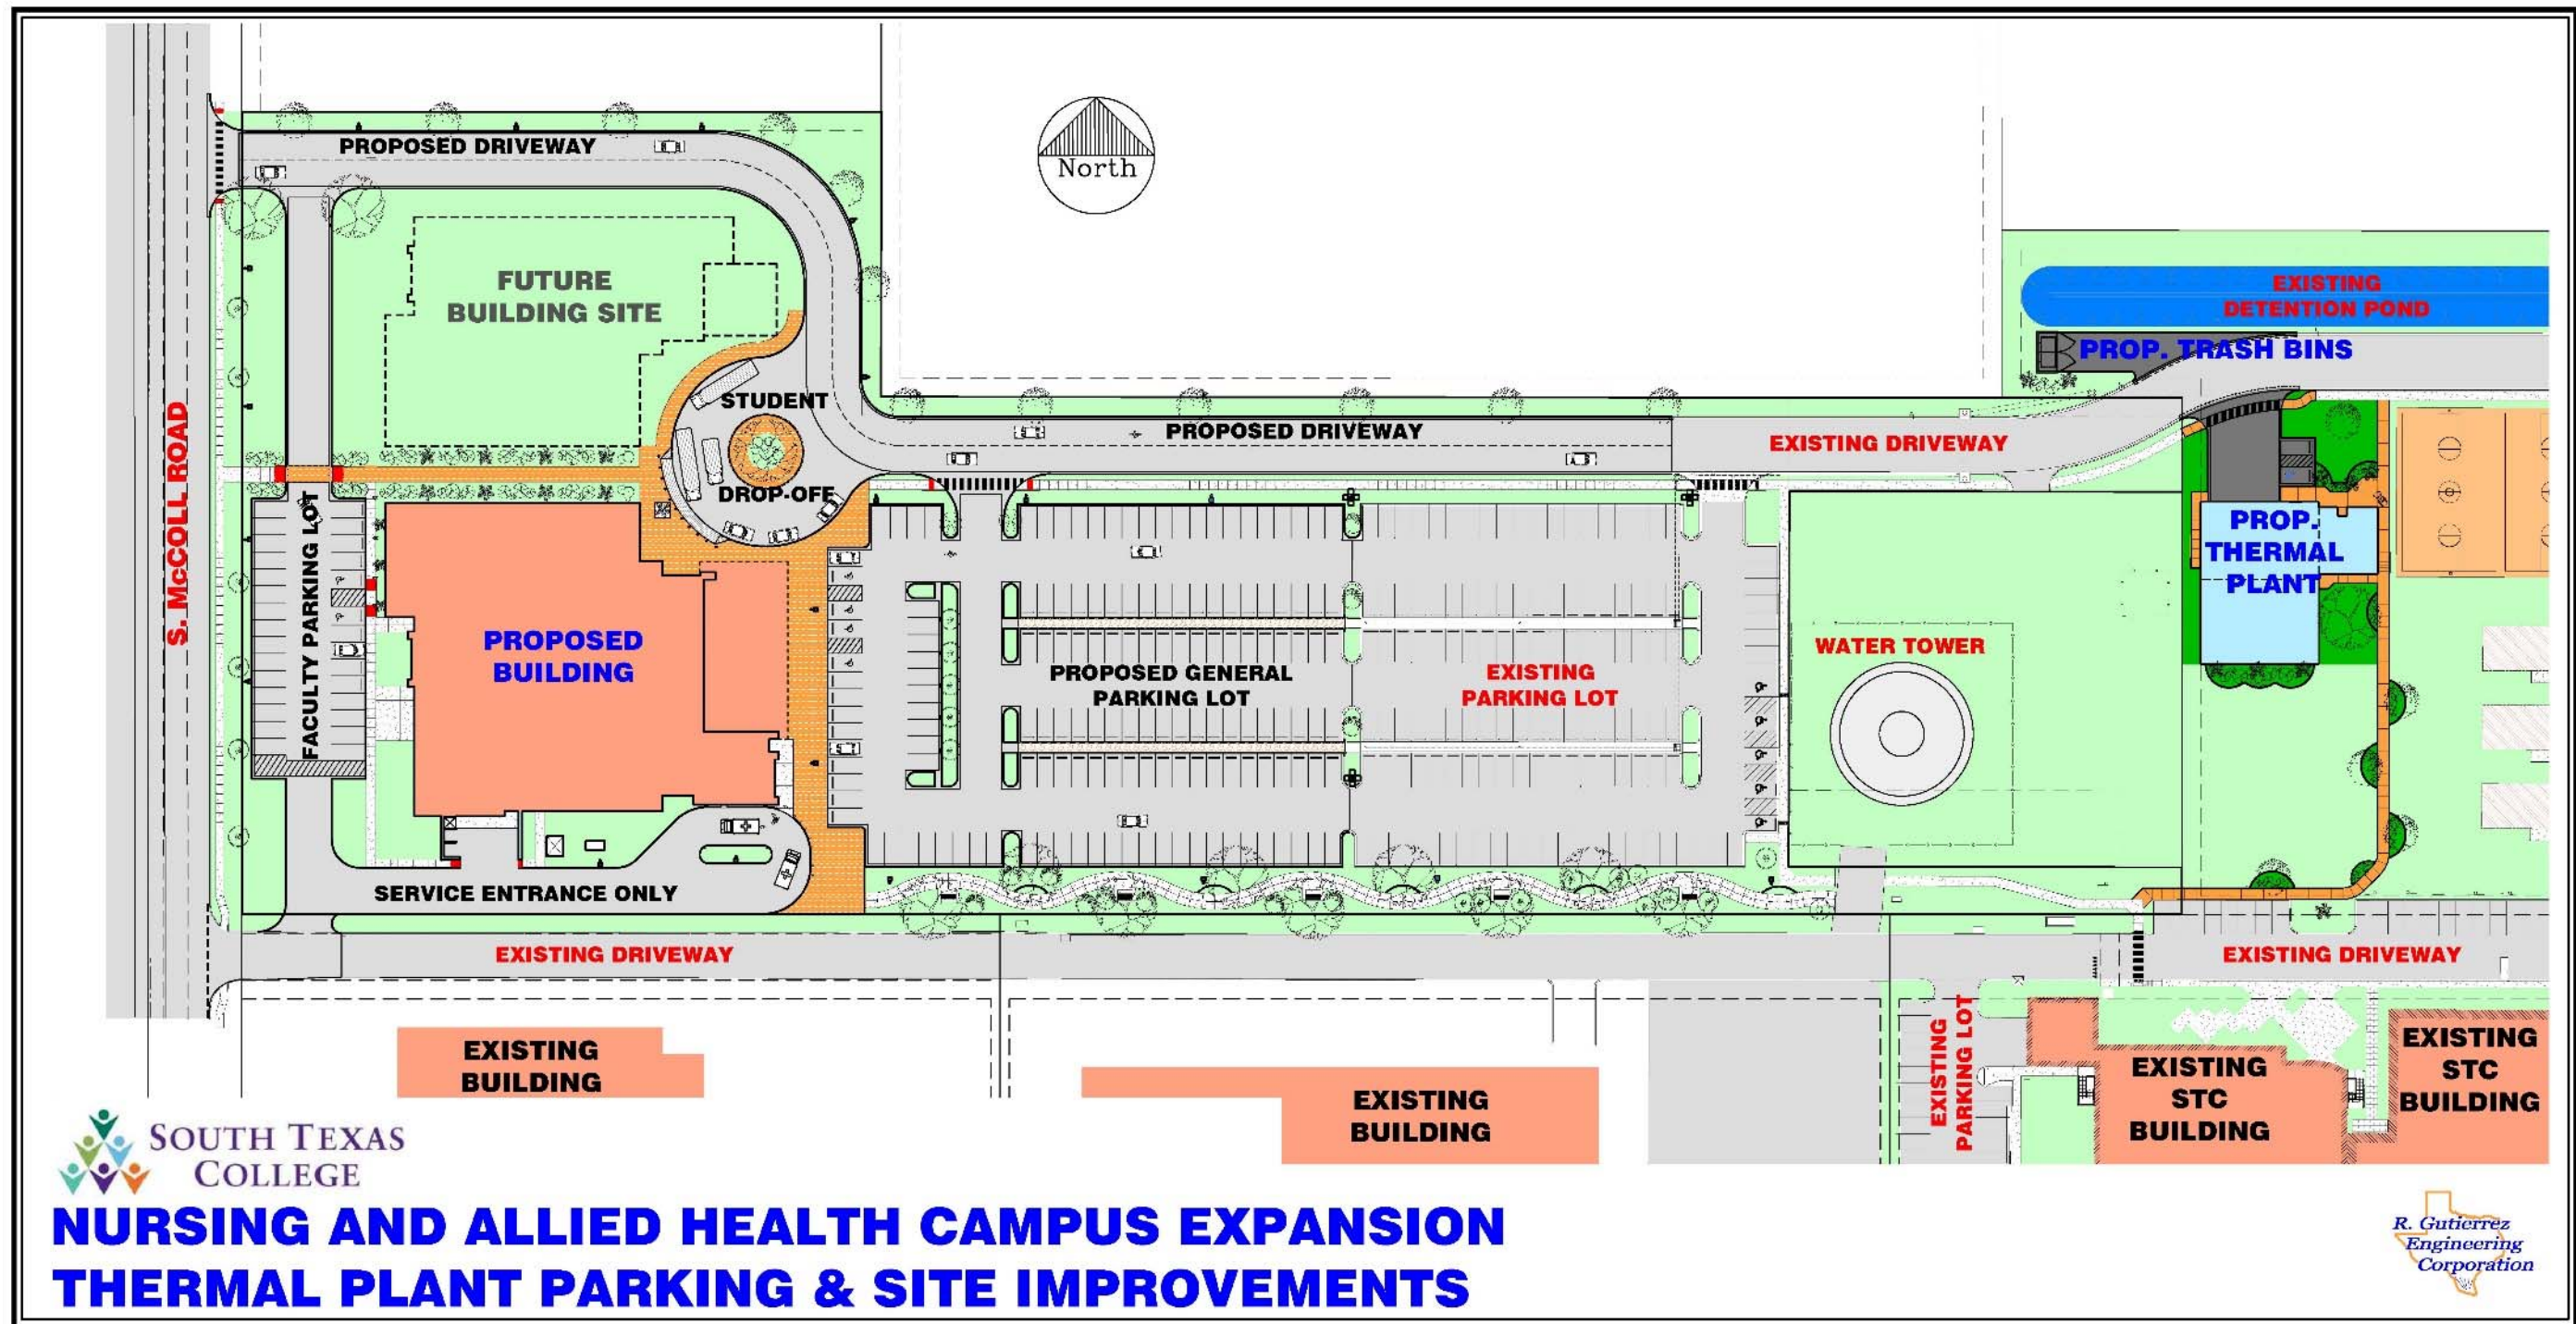 PROPOSED DRIVEWAY
North
FUTURE
BUILDING SITE
EXISTING
DETENTION POND
PROP. TRASH BINS
STUDENT
DROP-OFF
PROPOSED DRIVEWAY
EXISTING DRIVEWAY
S. McCOLL ROAD
FACULTY PARKING LOT
PROPOSED
BUILDING
PROPOSED GENERAL
PARKING LOT
EXISTING
PARKING LOT
WATER TOWER
PROP.
THERMAL
PLANT
SERVICE ENTRANCE ONLY
EXISTING DRIVEWAY
EXISTING DRIVEWAY
EXISTING
BUILDING
EXISTING
BUILDING
EXISTING
PARKING LOT
EXISTING
STC
BUILDING
EXISTING
STC
BUILDING
SOUTH TEXAS
COLLEGE
NURSING AND ALLIED HEALTH CAMPUS EXPANSION
THERMAL PLANT PARKING & SITE IMPROVEMENTS
R. Gutierrez
Engineering
Corporation